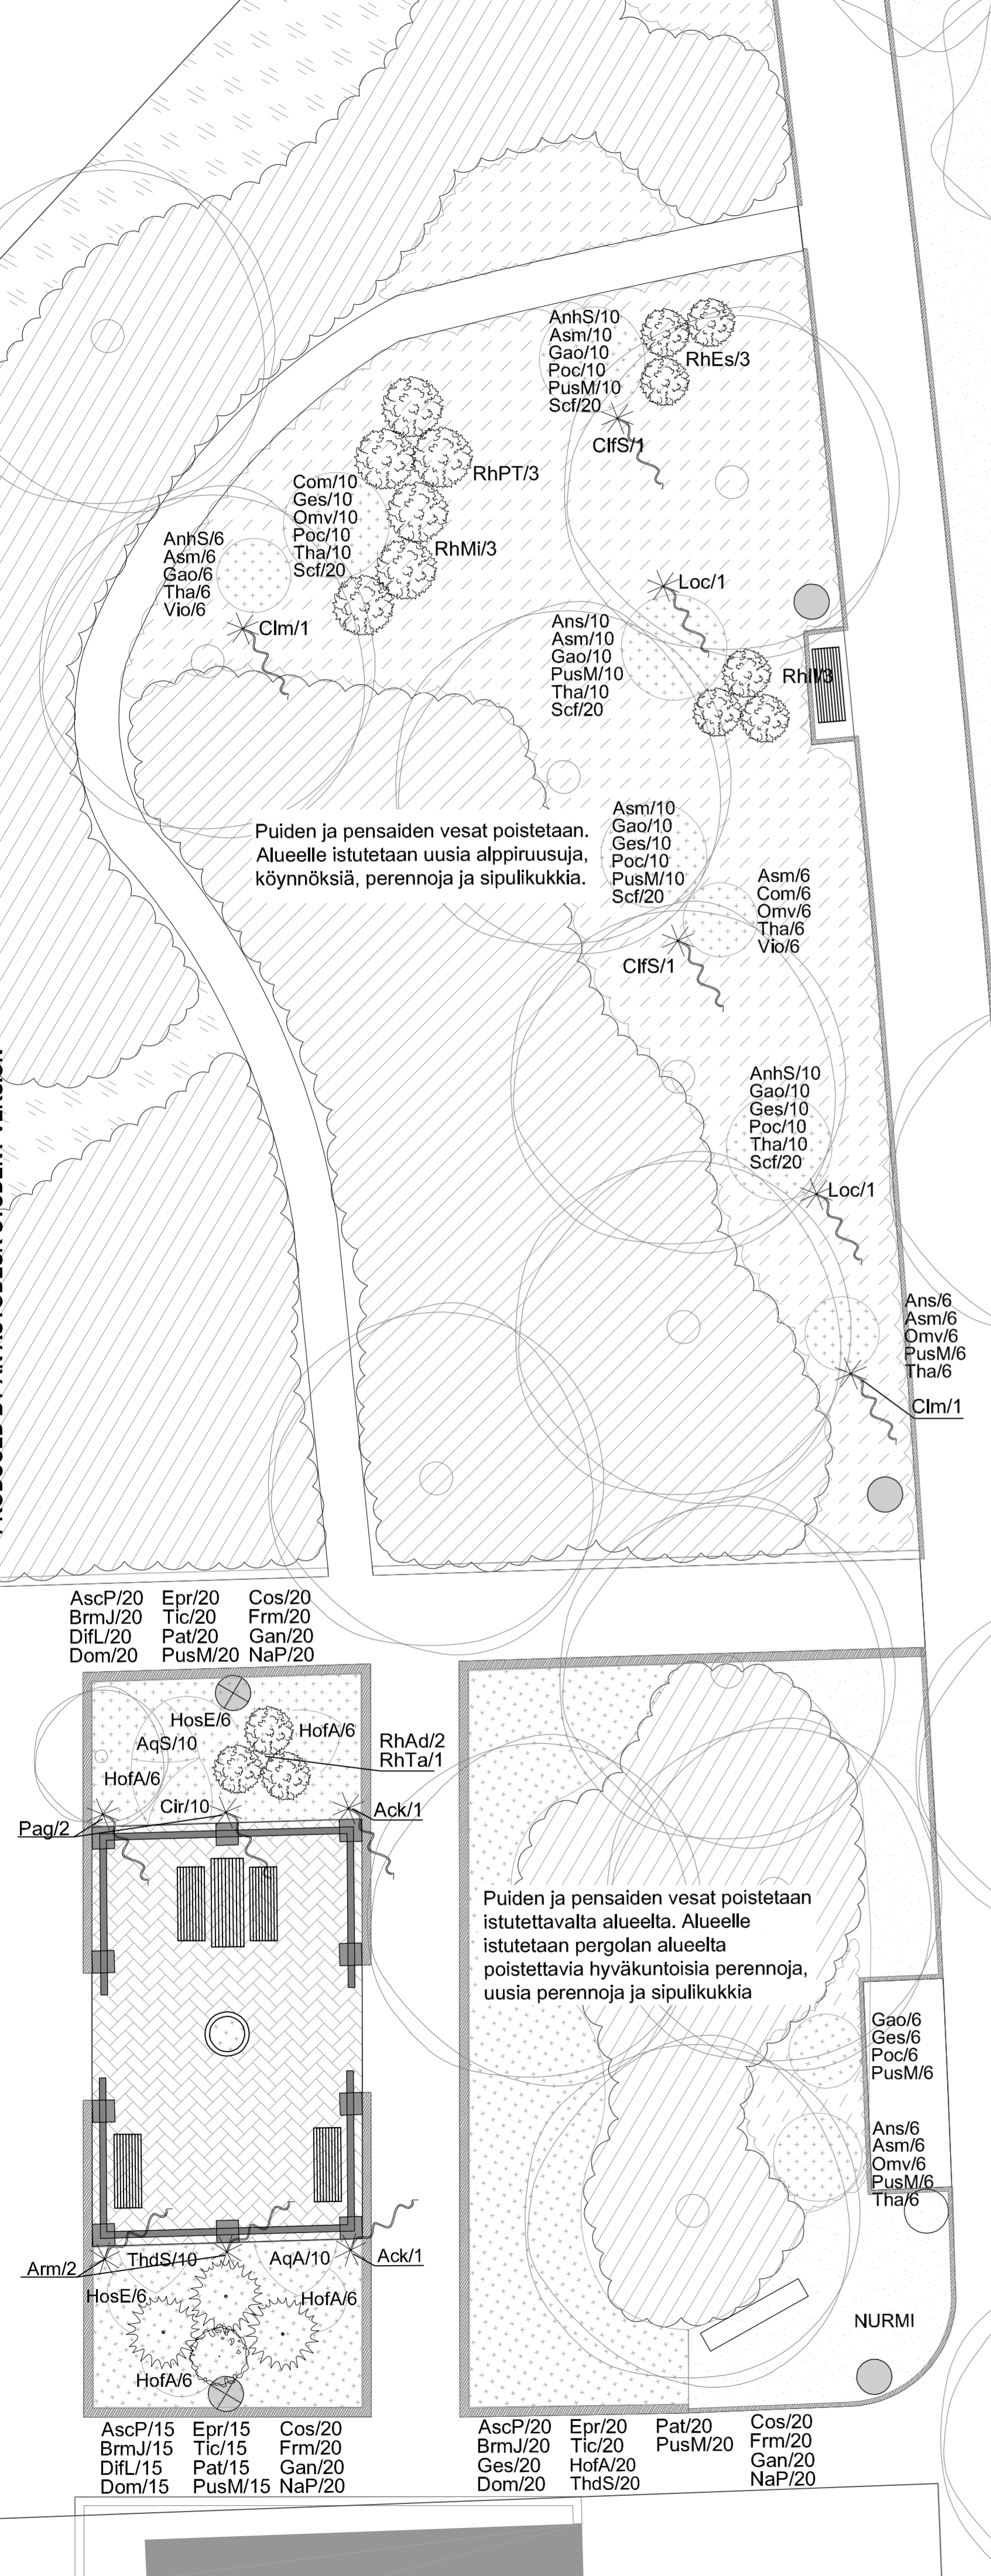 AnhS/10
Asm/10
Gao/10
Poc/10
PusM/10
Scf/20
RhEs/3
ClfS/1
RhPT/3
Com/10
Ges/10
Omv/10
Poc/10
Tha/10
Scf/20
RhMi/3
AnhS/6
Asm/6
Gao/6
Tha/6
Vio/6
Clm/1
Loc/1
Ans/10
Asm/10
Gao/10
PusM/10
Tha/10
Scf/20
Puiden ja pensaiden vesat poistetaan.
Alueelle istutetaan uusia alppiruusuja,
köynnöksiä, perennoja ja sipulikukkia.
Asm/10
Gao/10
Ges/10
Poc/10
PusM/10
Scf/20
Asm/6
Com/6
Omv/6
Tha/6
Vio/6
ClfS/1
AnhS/10
Gao/10
Ges/10
Poc/10
Tha/10
Scf/20
Loc/1
Ans/6
Asm/6
Omv/6
PusM/6
Tha/6
Clm/1
AscP/20 Epr/20 Cos/20
BrmJ/20 Tic/20 Frm/20
DifL/20 Pat/20 Gan/20
Dom/20 PusM/20 NaP/20
HosE/6
HofA/6
AqS/10
HofA/6
RhAd/2
RhTa/1
Cir/10
Ack/1
Pag/2
Puiden ja pensaiden vesat poistetaan
istutettavalta alueelta. Alueelle
istutetaan pergolan alueelta
poistettavia hyväkuntoisia perennoja,
uusia perennoja ja sipulikukkia
Gao/6
Ges/6
Poc/6
PusM/6
Ans/6
Asm/6
Omv/6
PusM/6
Tha/6
Arm/2
ThdS/10
AqA/10
Ack/1
HosE/6
HofA/6
HofA/6
NURMI
AscP/15 Epr/15 Cos/20
BrmJ/15 Tic/15 Frm/20
DifL/15 Pat/15 Gan/20
Dom/15 PusM/15 NaP/20
AscP/20 Epr/20 Pat/20 Cos/20
BrmJ/20 Tic/20 PusM/20 Frm/20
Ges/20 HofA/20 Gan/20
Dom/20 ThdS/20 NaP/20